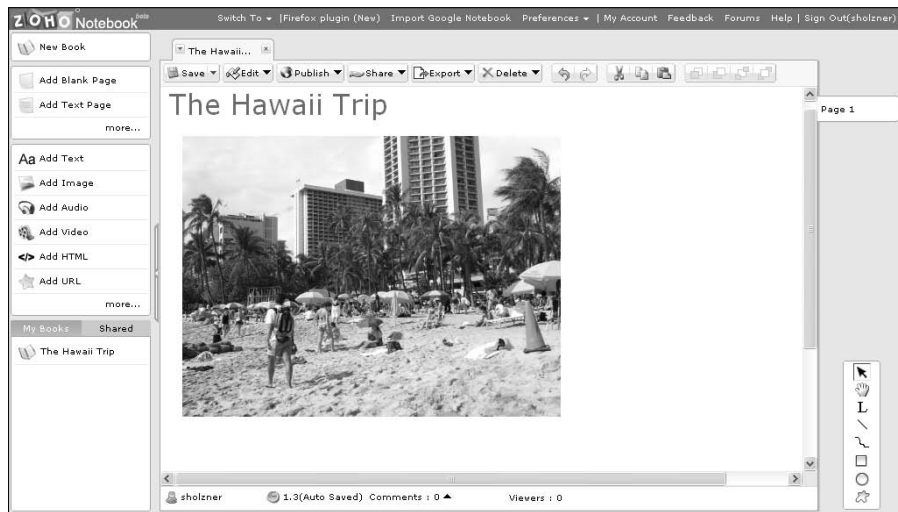 ZOHO Notebook beta
Switch To | Firefox plugin (New) Import Google Notebook Preferences | My Account Feedback Forums Help | Sign Out(sholzner)
New Book
Add Blank Page
Add Text Page
more...
Aa Add Text
Add Image
Add Audio
Add Video
</> Add HTML
Add URL
more...
My Books Shared
The Hawaii Trip
The Hawaii...
Save Edit Publish Share Export Delete
The Hawaii Trip
Page 1
L
sholzner 1.3(Auto Saved) Comments : 0 Viewers : 0